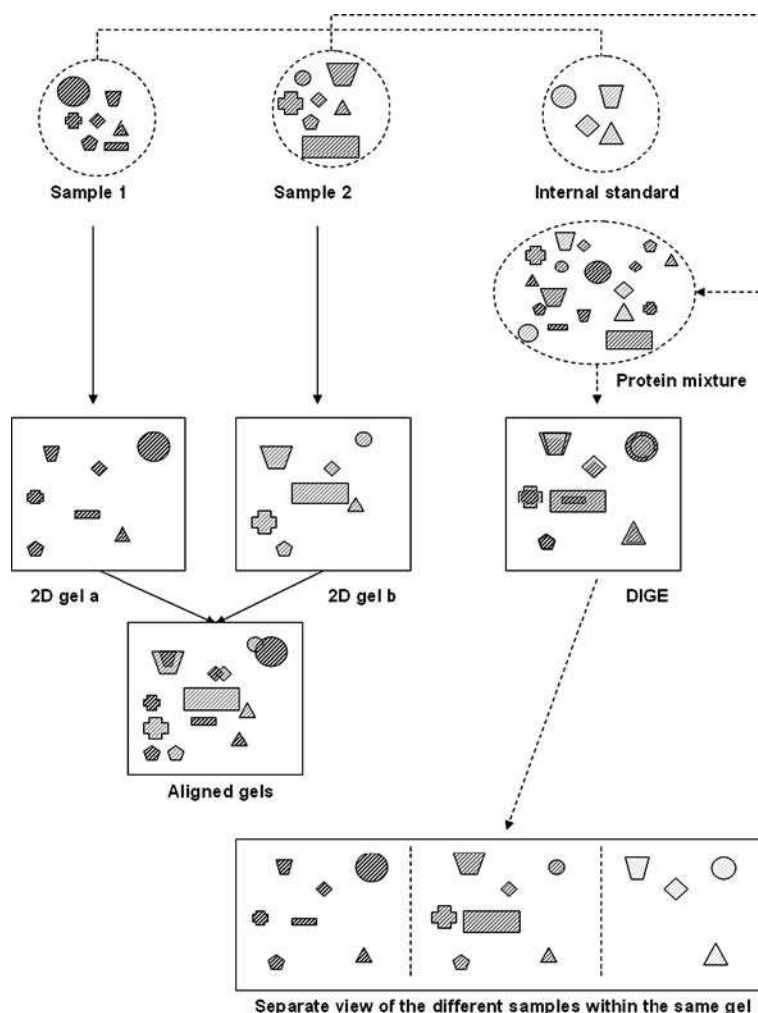 Sample 1
Sample 2
Internal standard
Protein mixture
2D gel a
2D gel b
DIGE
Aligned gels
Separate view of the different samples within the same gel